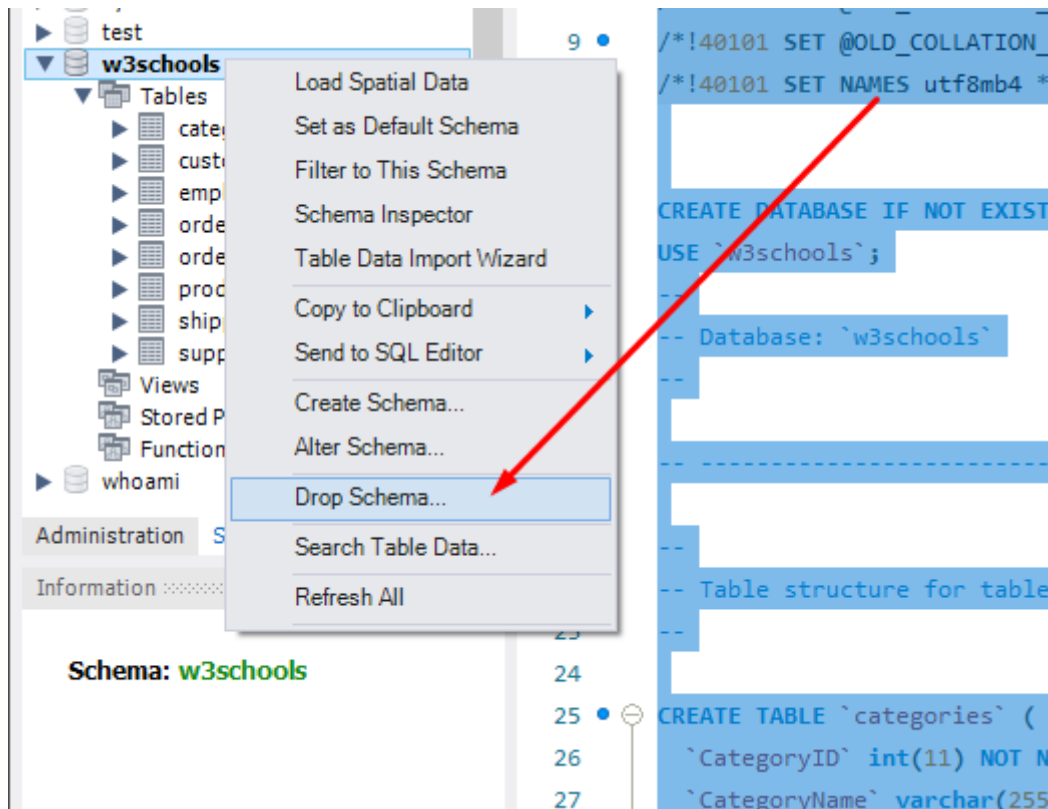 test
w3schools
Tables
Views
whoami
Administration
Information
Schema: w3schools
Load Spatial Data
Set as Default Schema
Filter to This Schema
Schema Inspector
Table Data Import Wizard
Copy to Clipboard
Send to SQL Editor
Create Schema...
Alter Schema...
Drop Schema...
Search Table Data...
Refresh All
9 /*!40101 SET @OLD_COLLATION_
/*!40101 SET NAMES utf8mb4 *
CREATE DATABASE IF NOT EXIST
USE `w3schools`;
--
-- Database: `w3schools`
--
-- -------------------------
--
-- Table structure for table
--
24
25 CREATE TABLE `categories` (
26 `CategoryID` int(11) NOT N
27 `CategoryName` varchar(255